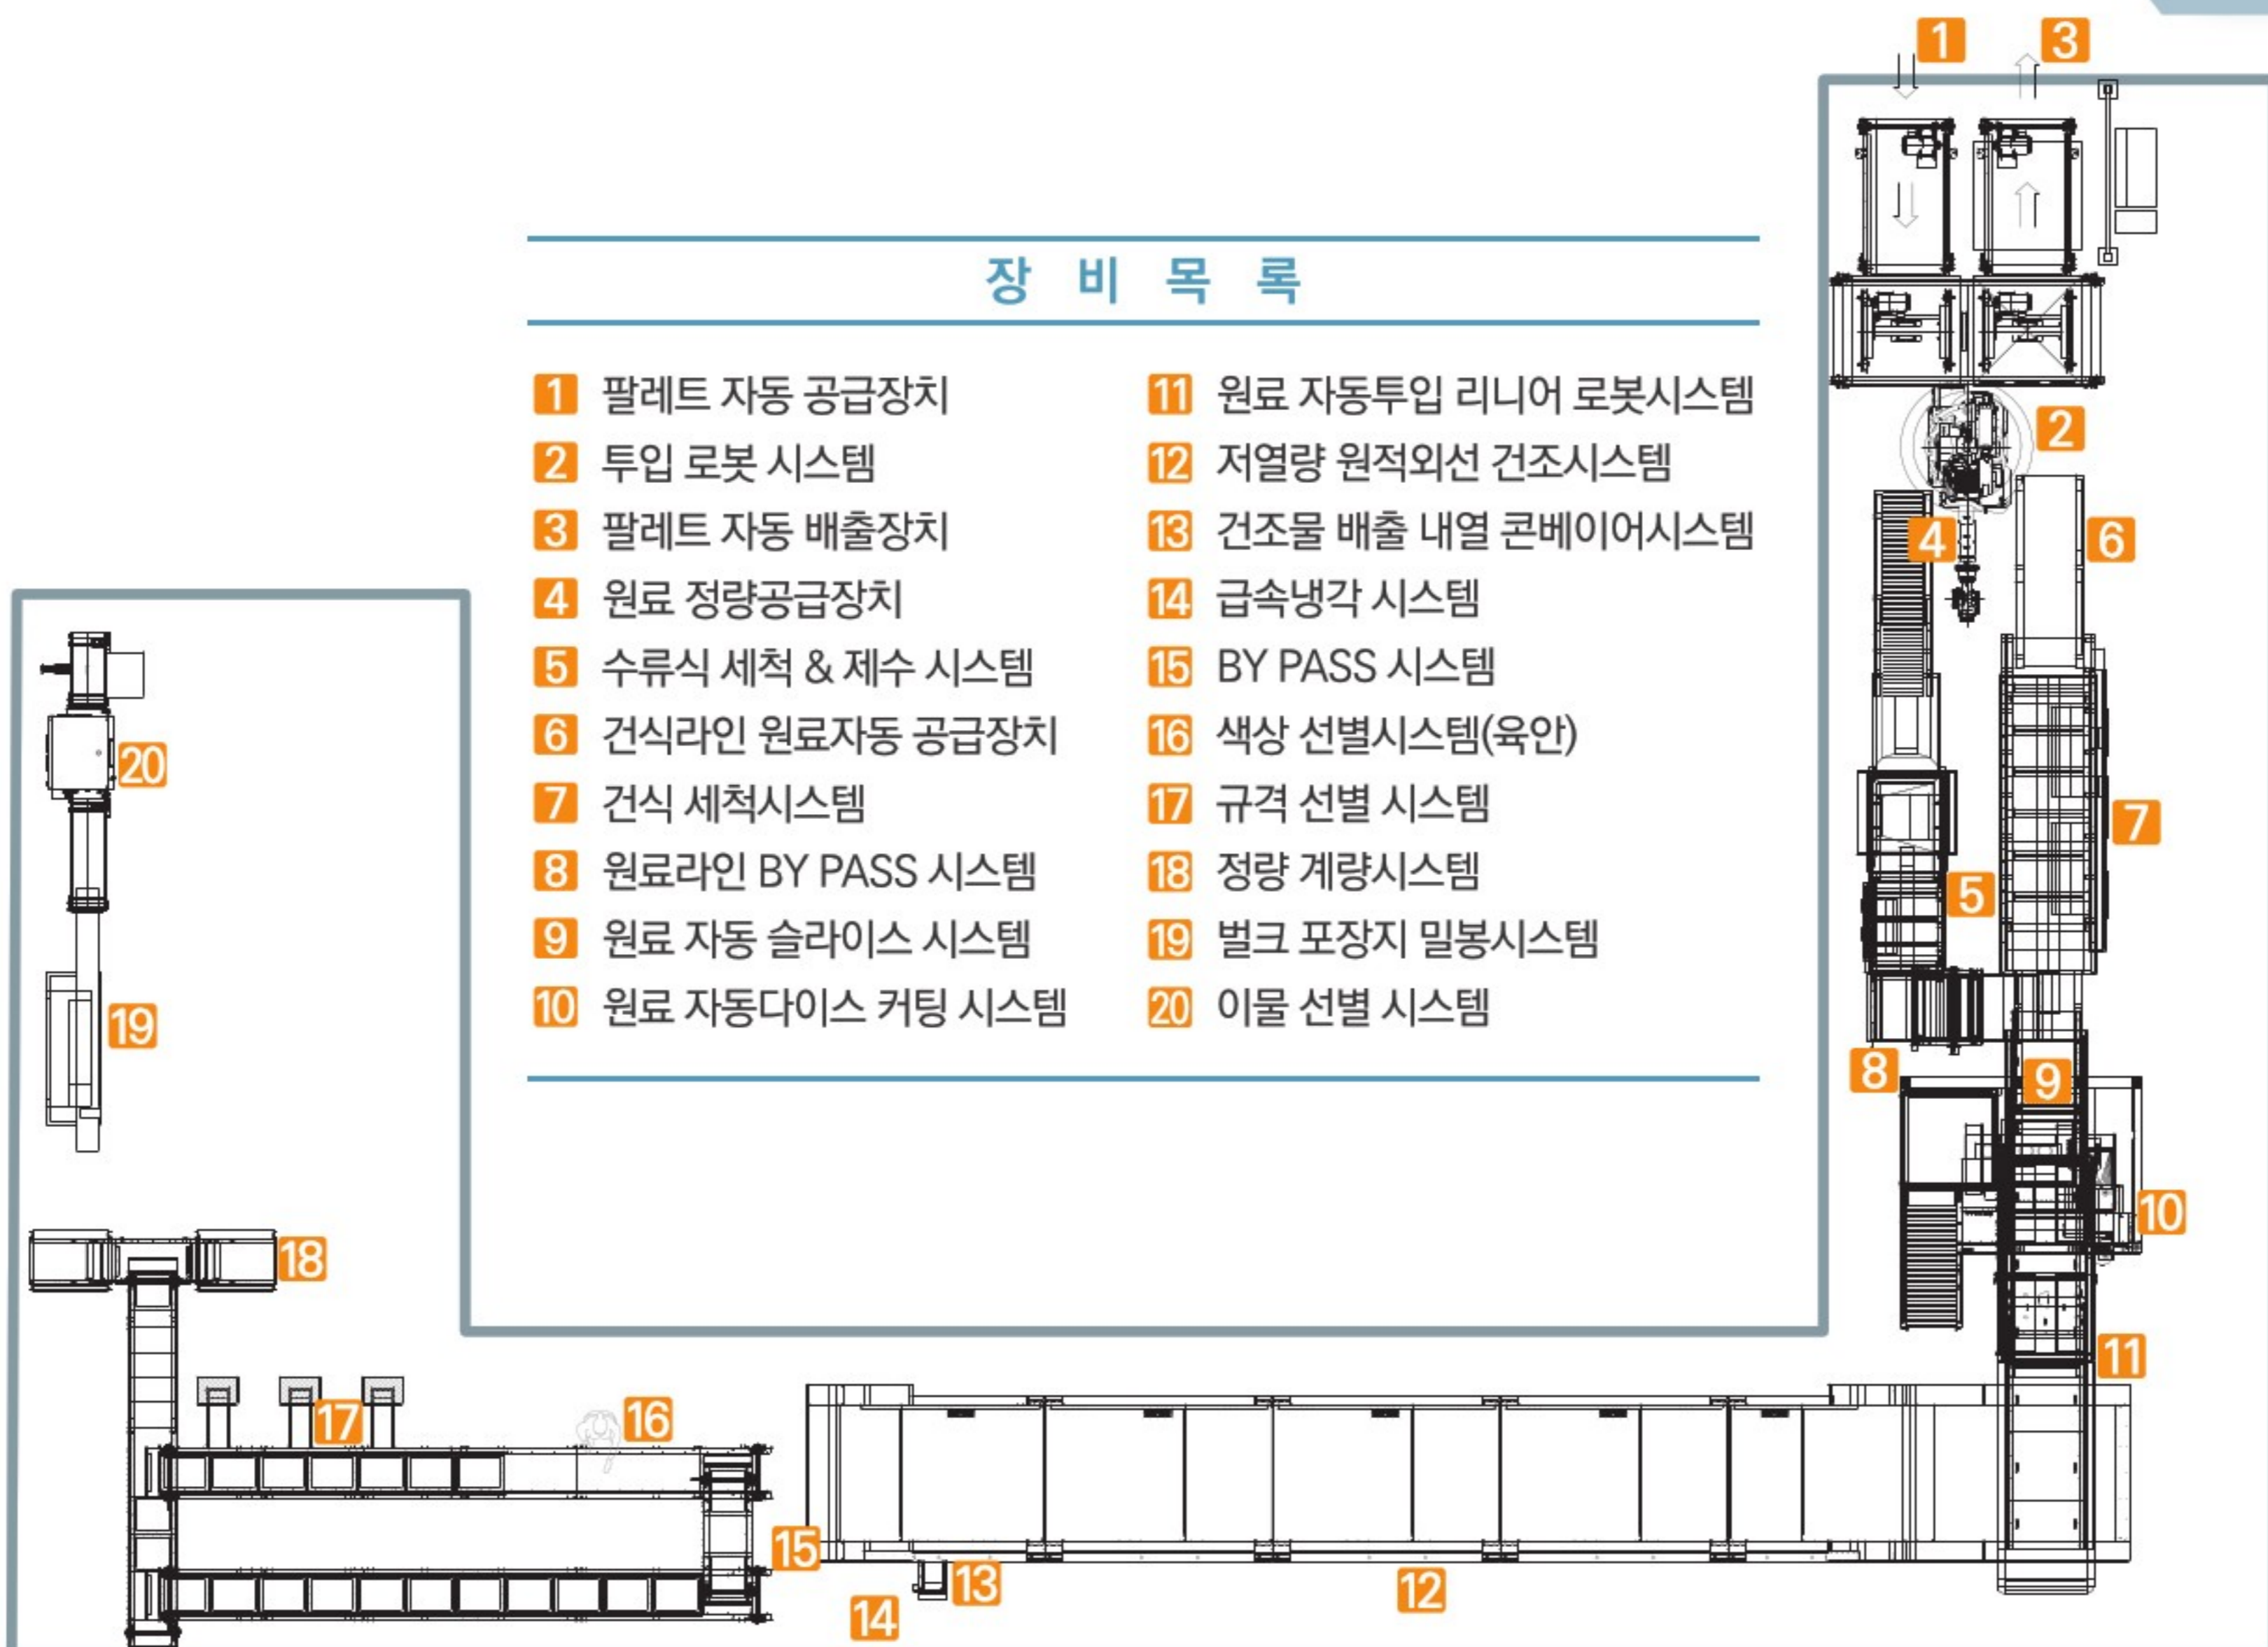 1 3
장 비 목 록
1 팔레트 자동 공급장치
2 투입 로봇 시스템
3 팔레트 자동 배출장치
4 원료 정량공급장치
5 수류식 세척 & 제수 시스템
6 건식라인 원료자동 공급장치
7 건식 세척시스템
8 원료라인 BY PASS 시스템
9 원료 자동 슬라이스 시스템
10 원료 자동다이스 커팅 시스템
11 원료 자동투입 리니어 로봇시스템
12 저열량 원적외선 건조시스템
13 건조물 배출 내열 콘베이어시스템
14 급속냉각 시스템
15 BY PASS 시스템
16 색상 선별시스템(육안)
17 규격 선별 시스템
18 정량 계량시스템
19 벌크 포장지 밀봉시스템
20 이물 선별 시스템
2
4
6
7
5
8
9
10
11
12
13
14
15
16
17
18
19
20